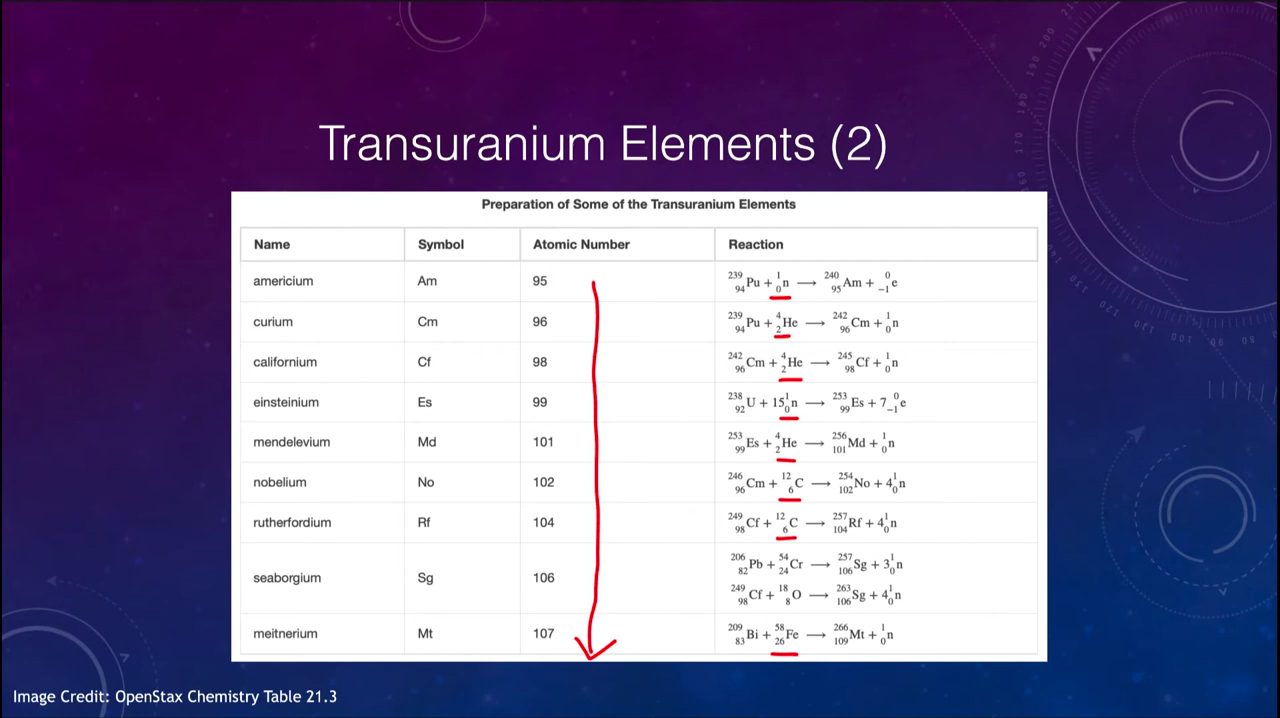 Transuranium Elements (2)
Preparation of Some of the Transuranium Elements
Name Symbol Atomic Number Reaction
americium Am 95 ²³⁹₉₄Pu + ¹₀n ⟶ ²⁴⁰₉₅Am + ⁰₋₁e
curium Cm 96 ²³⁹₉₄Pu + ⁴₂He ⟶ ²⁴²₉₆Cm + ¹₀n
californium Cf 98 ²⁴²₉₆Cm + ⁴₂He ⟶ ²⁴⁵₉₈Cf + ¹₀n
einsteinium Es 99 ²³⁸₉₂U + 15¹₀n ⟶ ²⁵³₉₉Es + 7⁰₋₁e
mendelevium Md 101 ²⁵³₉₉Es + ⁴₂He ⟶ ²⁵⁶₁₀₁Md + ¹₀n
nobelium No 102 ²⁴⁶₉₆Cm + ¹²₆C ⟶ ²⁵⁴₁₀₂No + 4¹₀n
rutherfordium Rf 104 ²⁴⁹₉₈Cf + ¹²₆C ⟶ ²⁵⁷₁₀₄Rf + 4¹₀n
seaborgium Sg 106 ²⁰⁶₈₂Pb + ⁵⁴₂₄Cr ⟶ ²⁵⁷₁₀₆Sg + 3¹₀n
²⁴⁹₉₈Cf + ¹⁸₈O ⟶ ²⁶³₁₀₆Sg + 4¹₀n
meitnerium Mt 107 ²⁰⁹₈₃Bi + ⁵⁸₂₆Fe ⟶ ²⁶⁶₁₀₉Mt + ¹₀n
Image Credit: OpenStax Chemistry Table 21.3